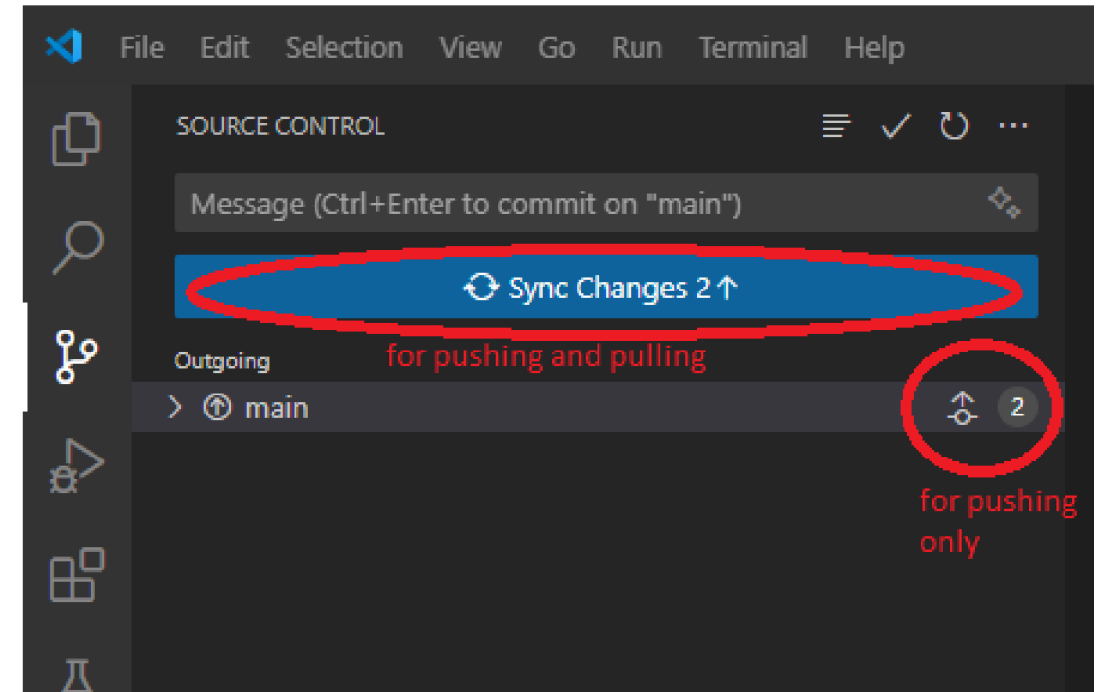 File Edit Selection View Go Run Terminal Help
SOURCE CONTROL
Message (Ctrl+Enter to commit on "main")
Sync Changes 2↑
for pushing and pulling
Outgoing
main 2
for pushing
only